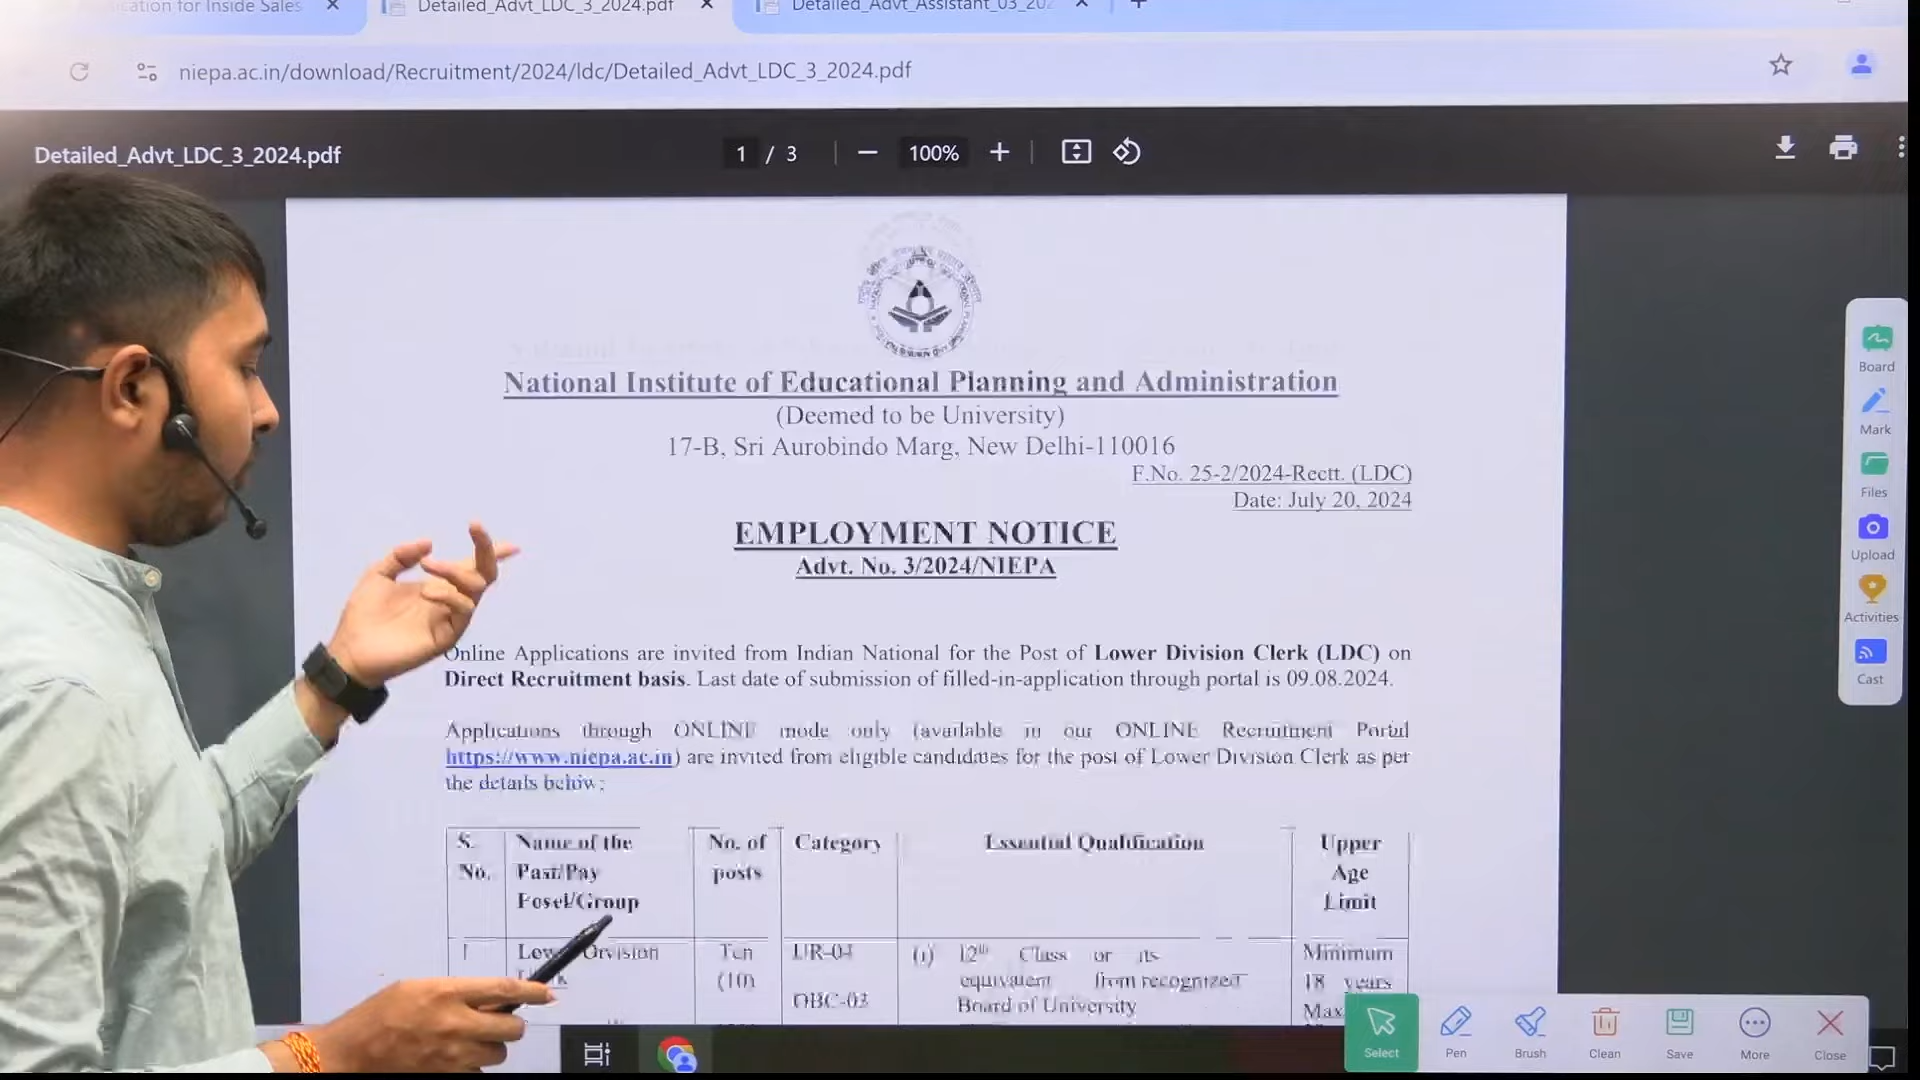 ication for Inside Sales
Detailed_Advt_LDC_3_2024.pdf
Detailed_Advt_Assistant_03_202
niepa.ac.in/download/Recruitment/2024/ldc/Detailed_Advt_LDC_3_2024.pdf
Detailed_Advt_LDC_3_2024.pdf
1 / 3
100%
National Institute of Educational Planning and Administration
(Deemed to be University)
17-B, Sri Aurobindo Marg, New Delhi-110016
F.No. 25-2/2024-Rectt. (LDC)
Date: July 20, 2024
EMPLOYMENT NOTICE
Advt. No. 3/2024/NIEPA
Online Applications are invited from Indian National for the Post of Lower Division Clerk (LDC) on
Direct Recruitment basis. Last date of submission of filled-in-application through portal is 09.08.2024.
Applications through ONLINE mode only (available in our ONLINE Recruitment Portal
https://www.niepa.ac.in) are invited from eligible candidates for the post of Lower Division Clerk as per
the details below:
S. No.
Name of the Post/Pay
No. of posts
Category
Essential Qualification
Upper Age Limit
/Group
1
Lower Division
Ten (10)
UR-04
OBC-03
(i) 12th Class or its
equivalent from recognized
Board of University
Minimum
18 years
Max
Board
Mark
Files
Upload
Activities
Cast
Select
Pen
Brush
Clean
Save
More
Close